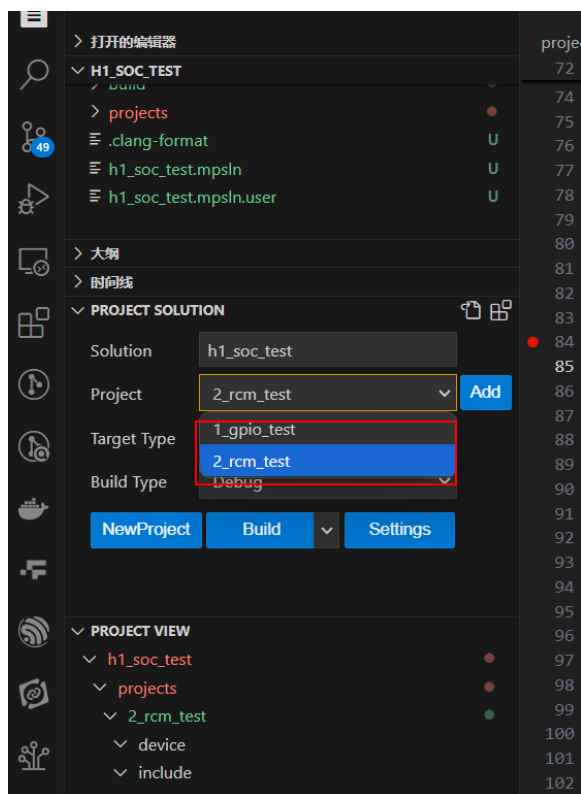 打开的编辑器
proje
H1_SOC_TEST
72
build
projects
74
75
.clang-format U
76
49
h1_soc_test.mpsln U
77
h1_soc_test.mpsln.user U
78
79
80
大纲
81
时间线
82
PROJECT SOLUTION
83
84
Solution h1_soc_test
85
Project 2_rcm_test Add
86
1_gpio_test
87
Target Type
88
2_rcm_test
89
Build Type Debug
90
91
NewProject Build Settings
92
93
94
95
PROJECT VIEW
96
h1_soc_test
97
projects
98
2_rcm_test
99
device
100
101
include
102